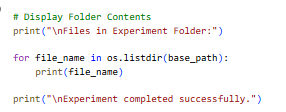 # Display Folder Contents
print("\nFiles in Experiment Folder:")
for file_name in os.listdir(base_path):
    print(file_name)
print("\nExperiment completed successfully.")